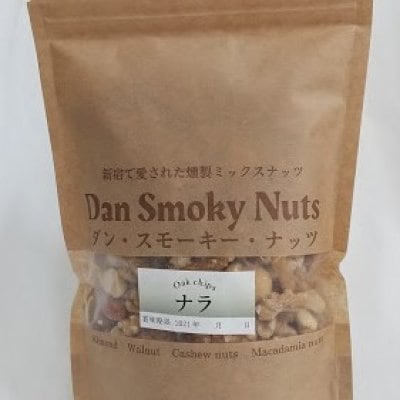 新宿で愛された燻製ミックスナッツ
Dan Smoky Nuts
ダン・スモーキー・ナッツ
Oak chips
ナラ
賞味期限 2021年 月 日
Almond Walnut Cashew nuts Macadamia nuts